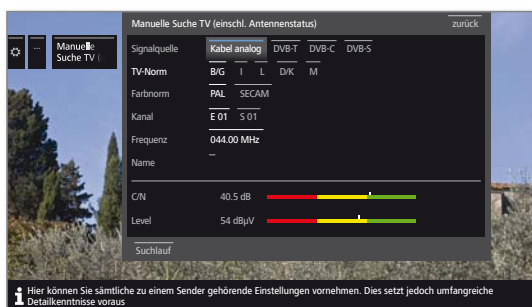 Manuelle Suche TV (einschl. Antennenstatus) zurück
... Manuelle
Suche TV (
Signalquelle Kabel analog DVB-T DVB-C DVB-S
TV-Norm B/G I L D/K M
Farbnorm PAL SECAM
Kanal E 01 S 01
Frequenz 044.00 MHz
Name –
C/N 40.5 dB
Level 54 dBµV
Suchlauf
Hier können Sie sämtliche zu einem Sender gehörende Einstellungen vornehmen. Dies setzt jedoch umfangreiche
Detailkenntnisse voraus